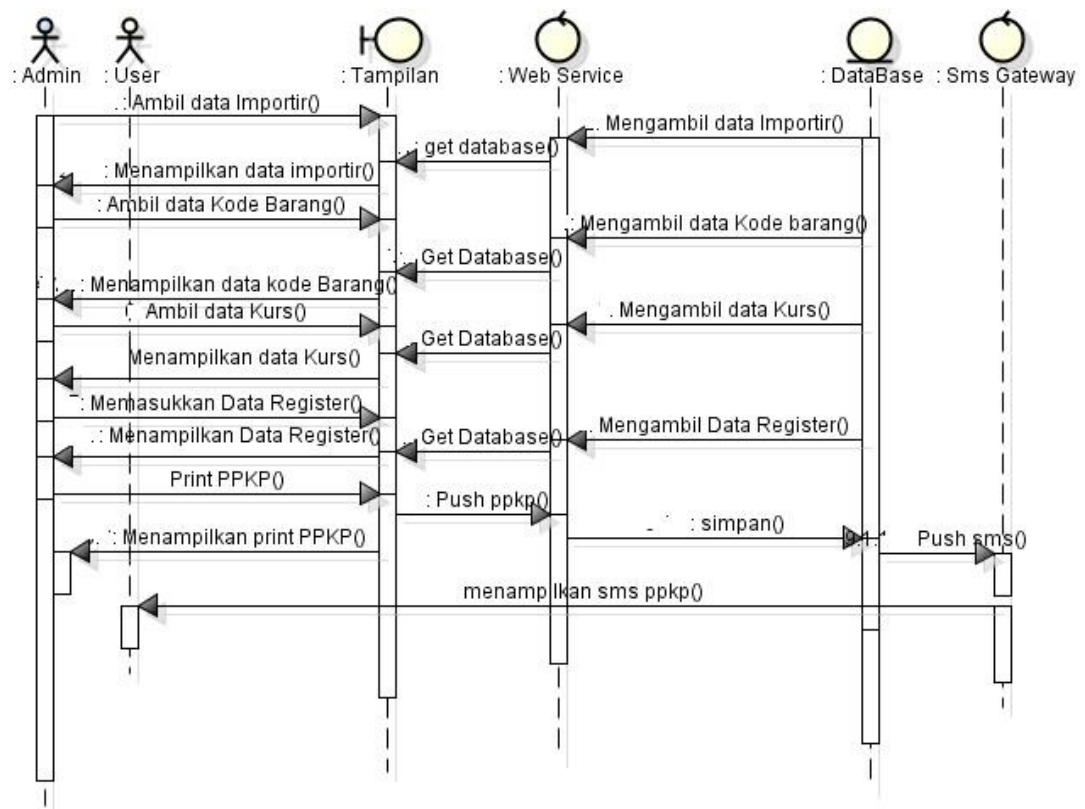 : Admin
: User
: Tampilan
: Web Service
: DataBase
: Sms Gateway
: Ambil data Importir()
Mengambil data Importir()
: get database()
: Menampilkan data importir()
: Ambil data Kode Barang()
: Mengambil data Kode barang()
Get Database()
: Menampilkan data kode Barang()
Ambil data Kurs()
Mengambil data Kurs()
Get Database()
Menampilkan data Kurs()
: Memasukkan Data Register()
Mengambil Data Register()
: Menampilkan Data Register()
Get Database()
Print PPKP()
: Push ppkp()
: simpan()
: Menampilkan print PPKP()
Push sms()
menampilkan sms ppkp()